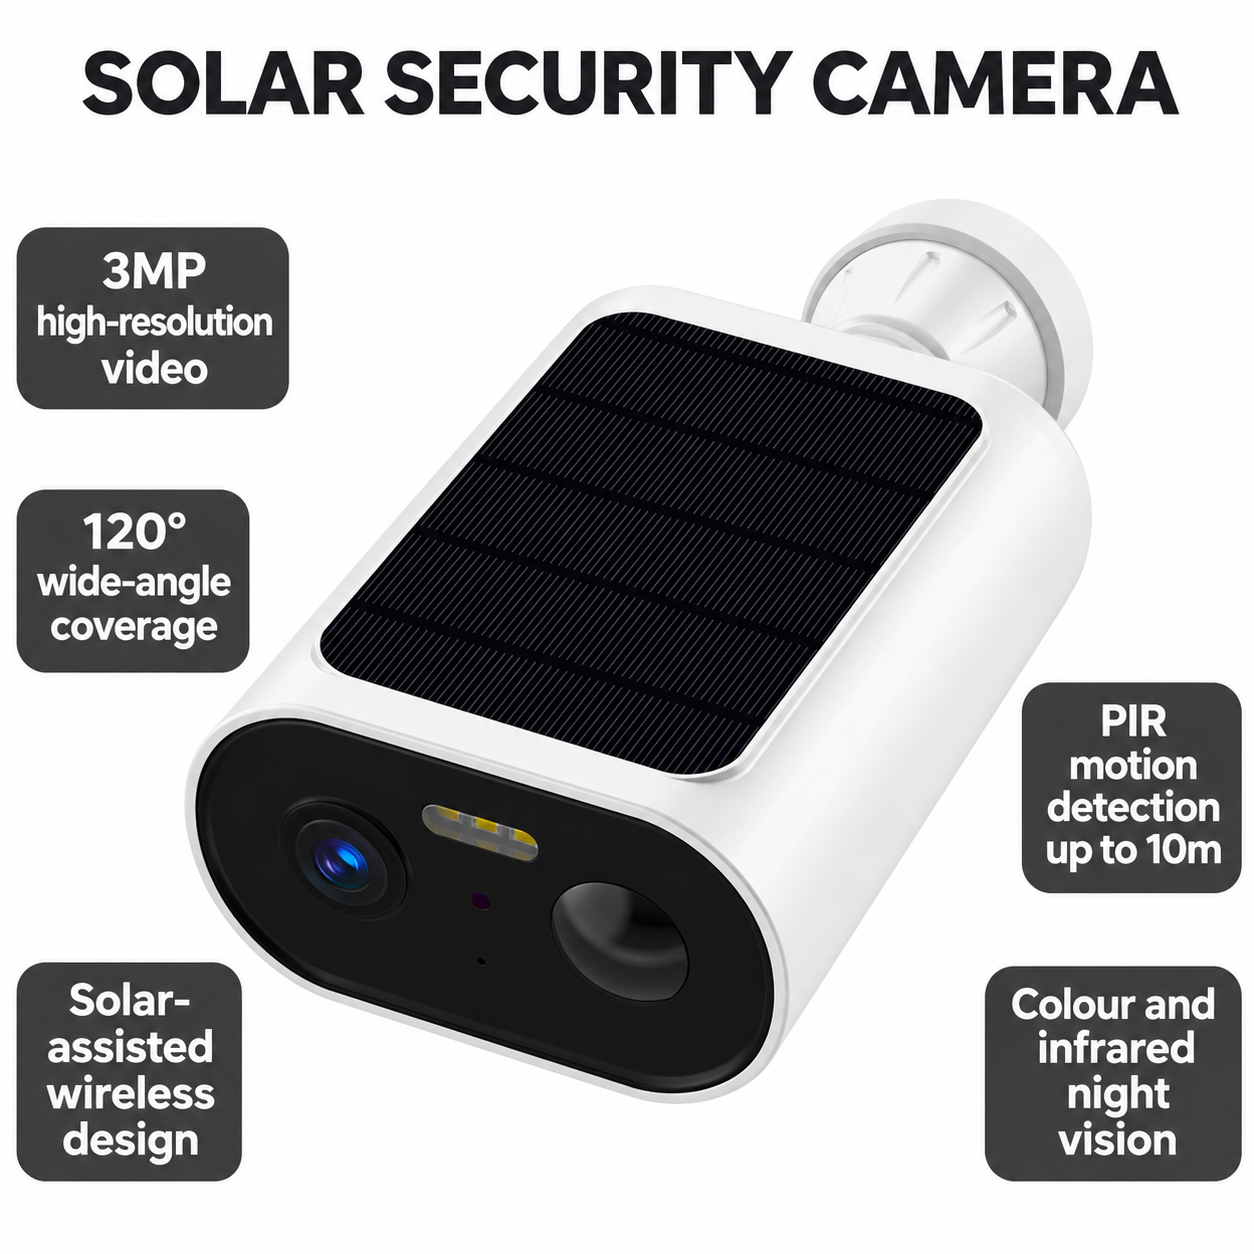 SOLAR SECURITY CAMERA
3MP
high-resolution
video
120°
wide-angle
coverage
PIR
motion
detection
up to 10m
Solar-
assisted
wireless
design
Colour and
infrared
night
vision